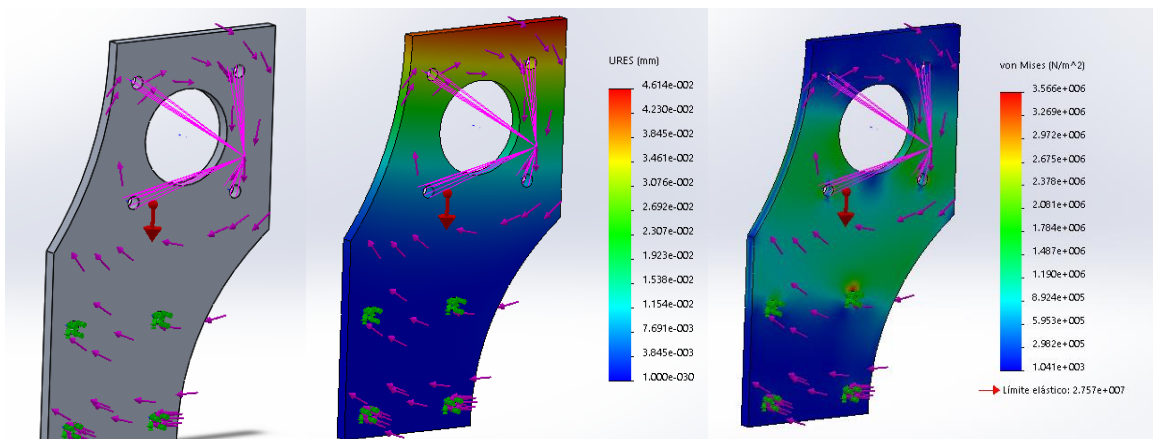 URES (mm)
4.614e-002
4.230e-002
3.845e-002
3.461e-002
3.076e-002
2.692e-002
2.307e-002
1.923e-002
1.538e-002
1.154e-002
7.691e-003
3.845e-003
1.000e-030
von Mises (N/m^2)
3.566e+006
3.269e+006
2.972e+006
2.675e+006
2.378e+006
2.081e+006
1.784e+006
1.487e+006
1.190e+006
8.924e+005
5.953e+005
2.982e+005
1.041e+003
Límite elástico: 2.757e+007